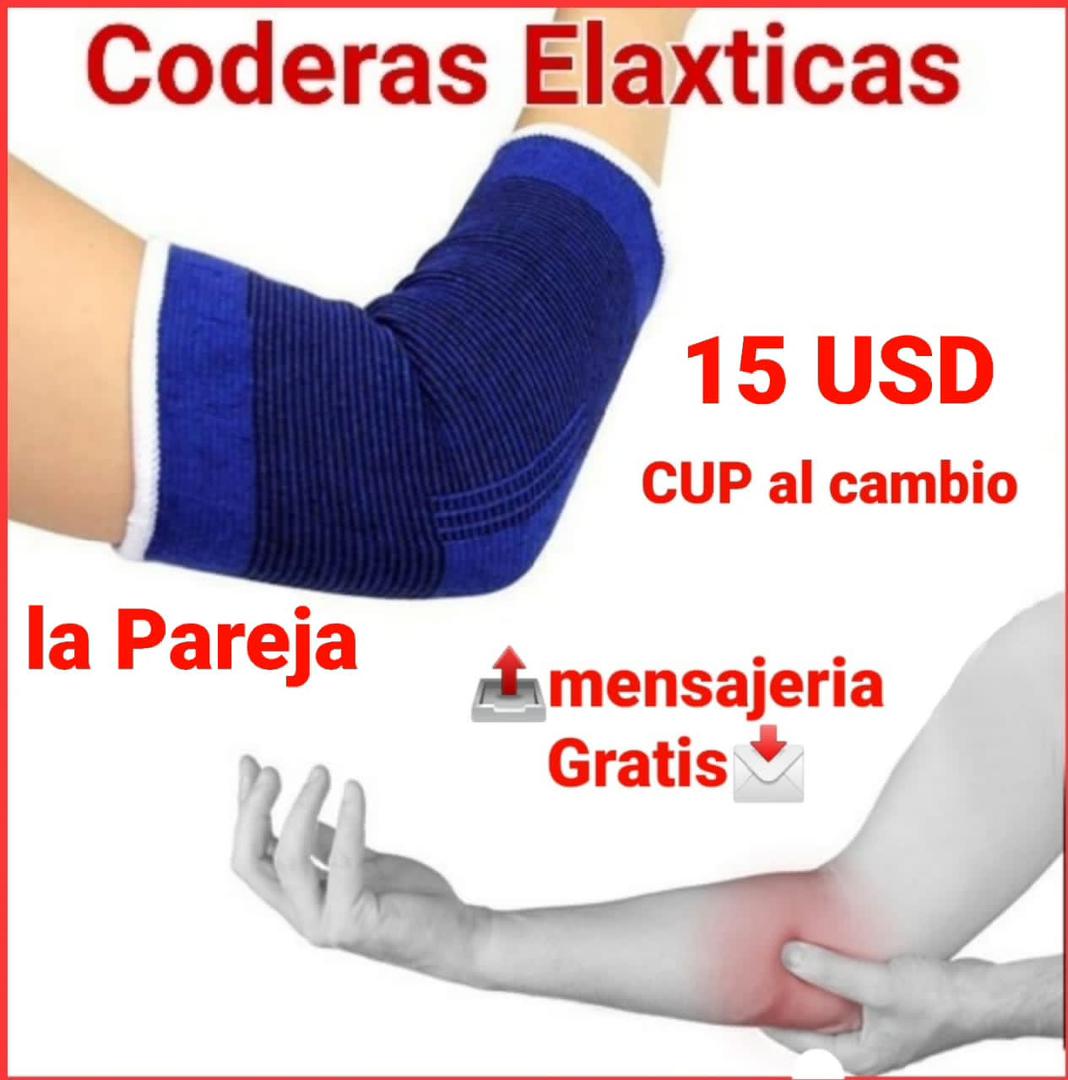 Coderas Elaxticas
15 USD
CUP al cambio
la Pareja
mensajeria
Gratis